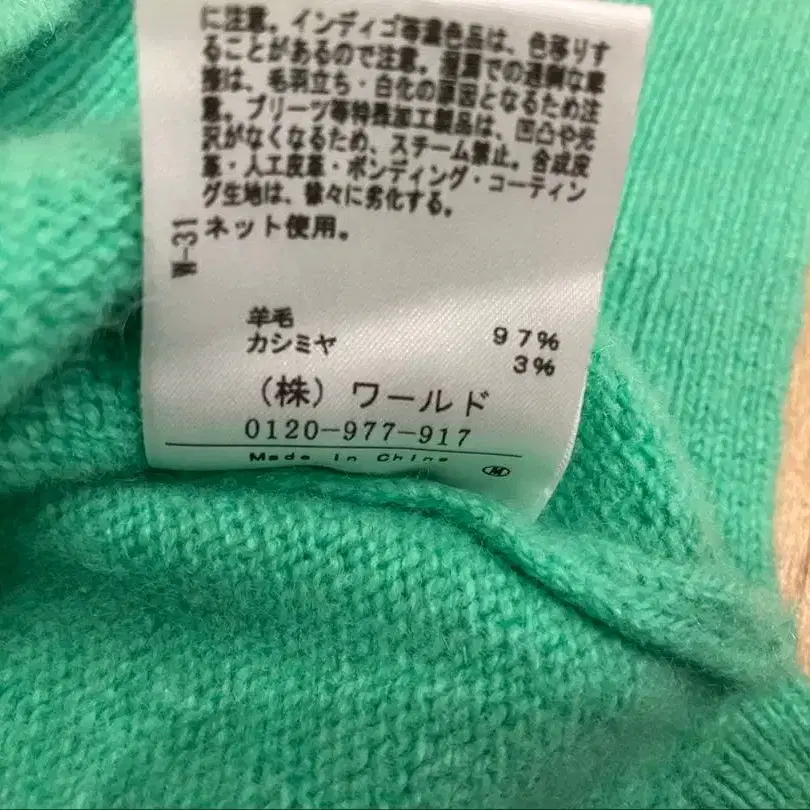 に注意。インディゴ等濃色品は、色移りす
ることがあるので注意。湿潤での過剰な摩
擦は、毛羽立ち・白化の原因となるため注
意。プリーツ等特殊加工製品は、凹凸や光
沢がなくなるため、スチーム禁止。合成皮
革・人工皮革・ボンディング・コーティン
グ生地は、徐々に劣化する。
ネット使用。
W-31
羊毛 97%
カシミヤ 3%
(株)ワールド
0120-977-917
Made in China
M